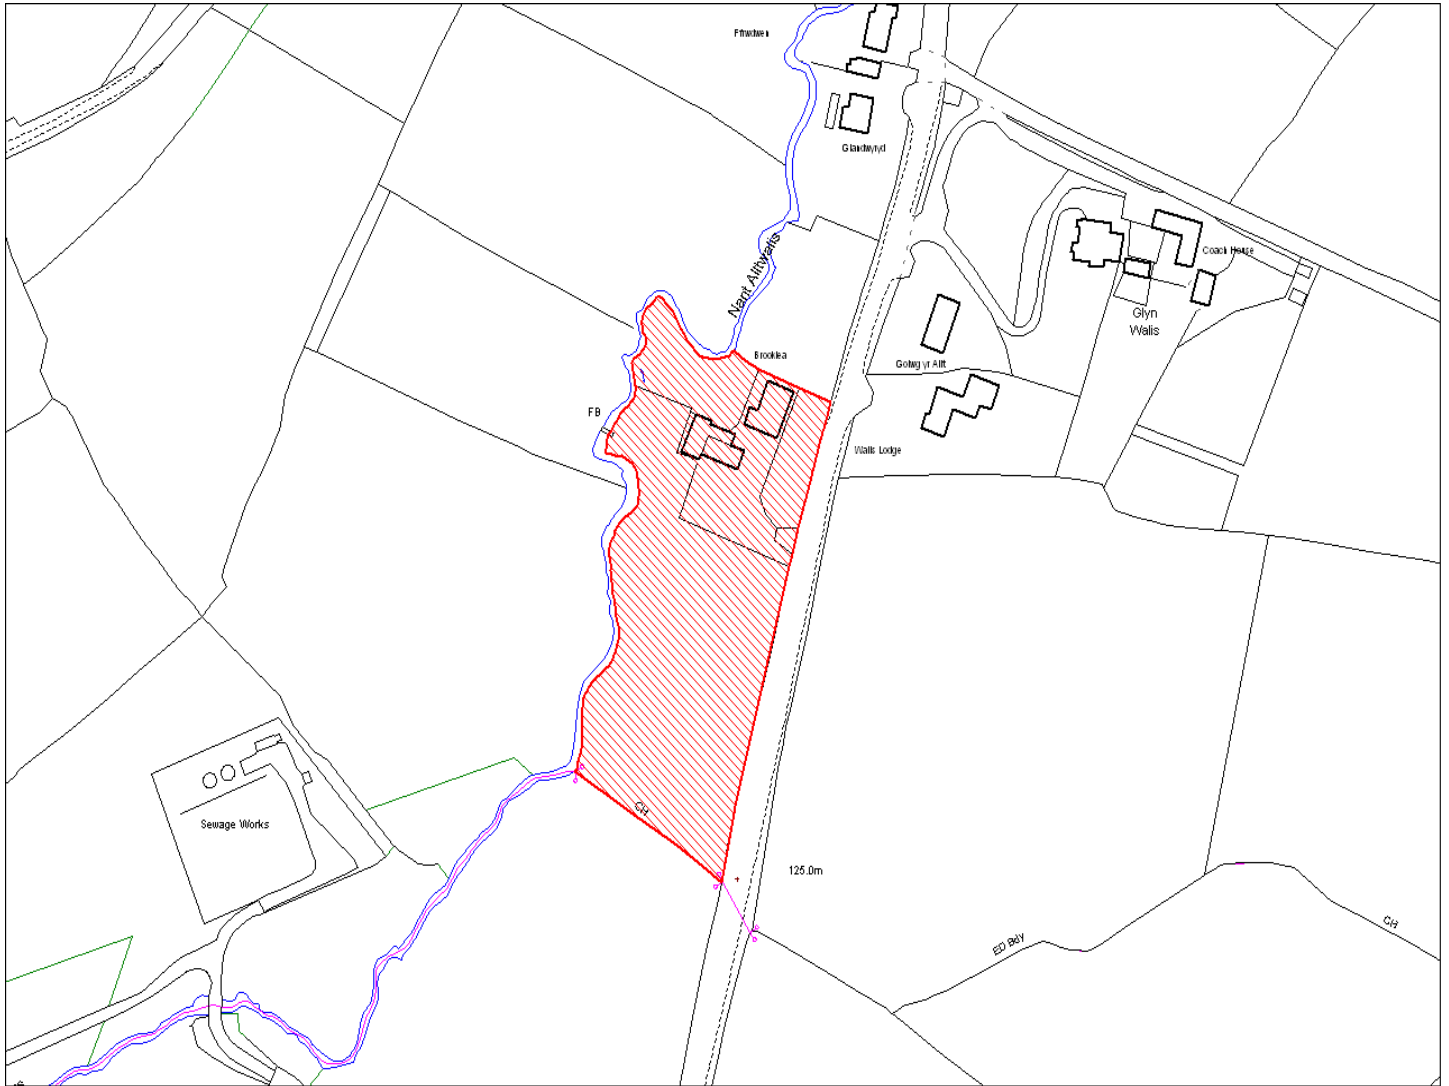 Ffrwdwen
Glandwryd
Nant Alltwalis
Coach House
Glyn
Walis
Brooklea
Golwg yr Allt
FB
Walis Lodge
CH
Sewage Works
125.0m
CH
ED Bdy